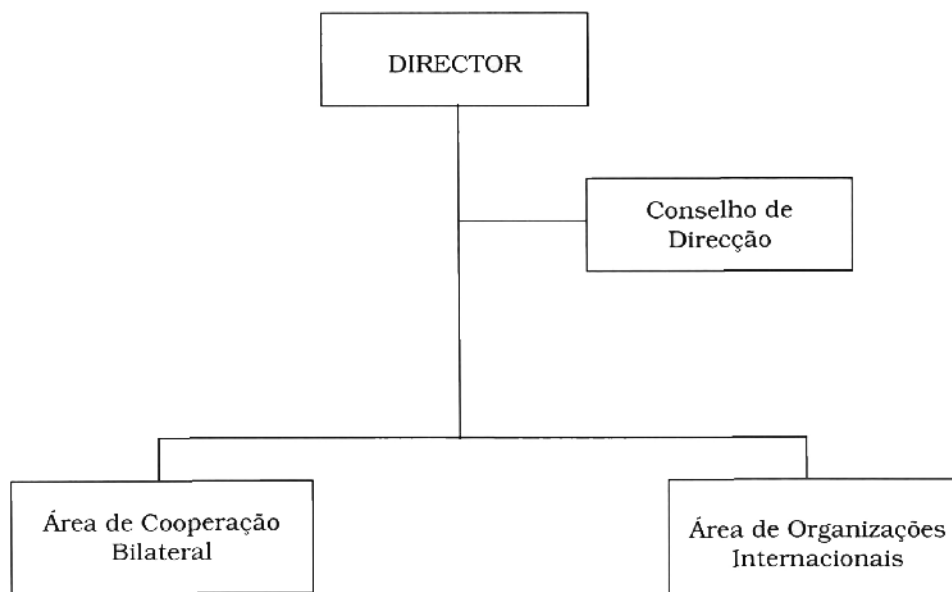 DIRECTOR
Conselho de
Direcção
Área de Cooperação
Bilateral
Área de Organizações
Internacionais